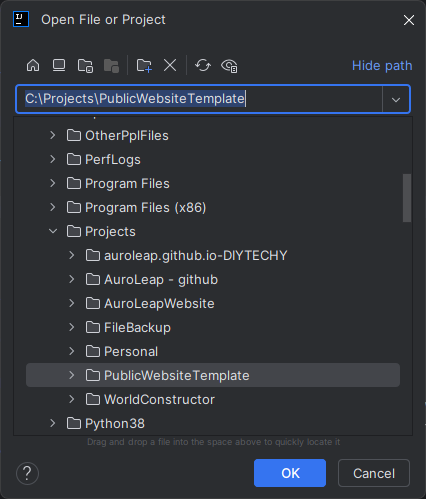 IJ
Open File or Project
Hide path
C:\Projects\PublicWebsiteTemplate
OtherPplFiles
PerfLogs
Program Files
Program Files (x86)
Projects
auroleap.github.io-DIYTECHY
AuroLeap - github
AuroLeapWebsite
FileBackup
Personal
PublicWebsiteTemplate
WorldConstructor
Python38
Drag and drop a file into the space above to quickly locate it
?
OK
Cancel